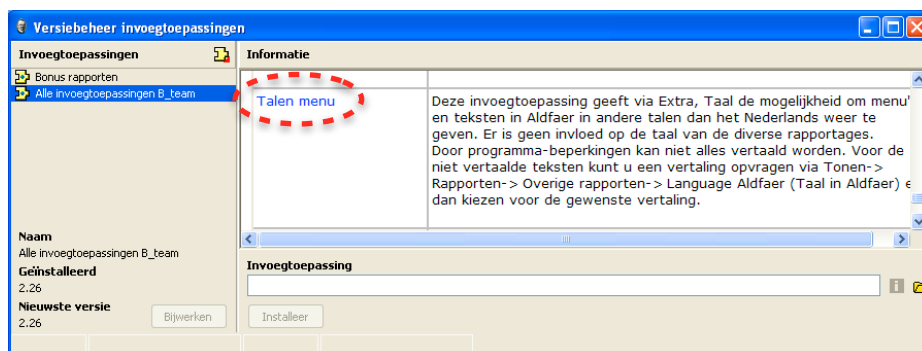 Versiebeheer invoegtoepassingen
Invoegtoepassingen
Informatie
Bonus rapporten
Alle invoegtoepassingen B_team
Talen menu
Deze invoegtoepassing geeft via Extra, Taal de mogelijkheid om menu'
en teksten in Aldfaer in andere talen dan het Nederlands weer te
geven. Er is geen invloed op de taal van de diverse rapportages.
Door programma-beperkingen kan niet alles vertaald worden. Voor de
niet vertaalde teksten kunt u een vertaling opvragen via Tonen->
Rapporten-> Overige rapporten-> Language Aldfaer (Taal in Aldfaer) e
dan kiezen voor de gewenste vertaling.
Naam
Alle invoegtoepassingen B_team
Geïnstalleerd
2.26
Nieuwste versie
2.26
Bijwerken
Invoegtoepassing
Installeer